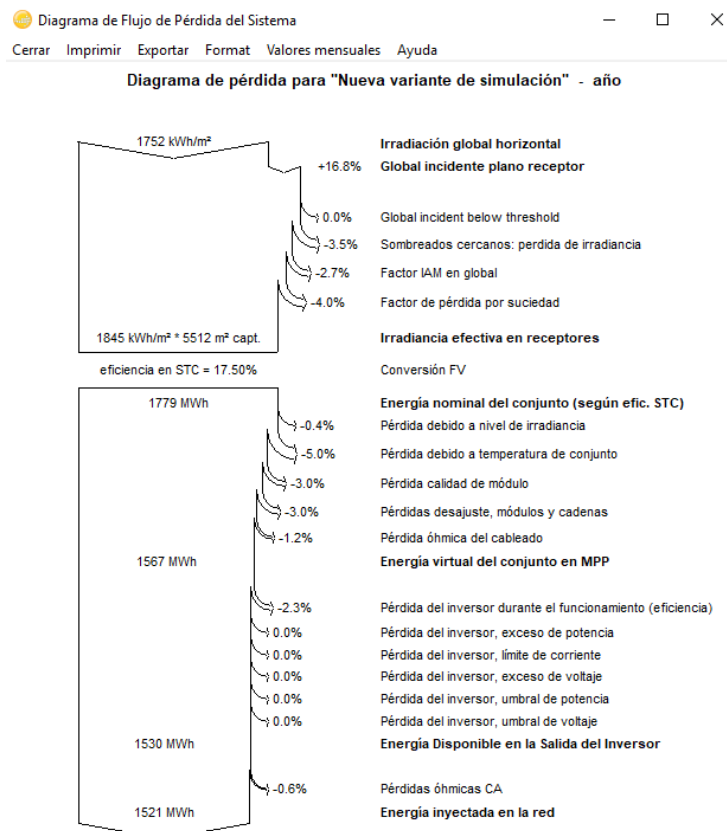 Diagrama de Flujo de Pérdida del Sistema
Cerrar Imprimir Exportar Format Valores mensuales Ayuda
Diagrama de pérdida para "Nueva variante de simulación" - año
1752 kWh/m² Irradiación global horizontal
+16.8% Global incidente plano receptor
0.0% Global incident below threshold
-3.5% Sombreados cercanos: perdida de irradiancia
-2.7% Factor IAM en global
-4.0% Factor de pérdida por suciedad
1845 kWh/m² * 5512 m² capt. Irradiancia efectiva en receptores
eficiencia en STC = 17.50% Conversión FV
1779 MWh Energía nominal del conjunto (según efic. STC)
-0.4% Pérdida debido a nivel de irradiancia
-5.0% Pérdida debido a temperatura de conjunto
-3.0% Pérdida calidad de módulo
-3.0% Pérdidas desajuste, módulos y cadenas
-1.2% Pérdida óhmica del cableado
1567 MWh Energía virtual del conjunto en MPP
-2.3% Pérdida del inversor durante el funcionamiento (eficiencia)
0.0% Pérdida del inversor, exceso de potencia
0.0% Pérdida del inversor, límite de corriente
0.0% Pérdida del inversor, exceso de voltaje
0.0% Pérdida del inversor, umbral de potencia
0.0% Pérdida del inversor, umbral de voltaje
1530 MWh Energía Disponible en la Salida del Inversor
-0.6% Pérdidas óhmicas CA
1521 MWh Energía inyectada en la red